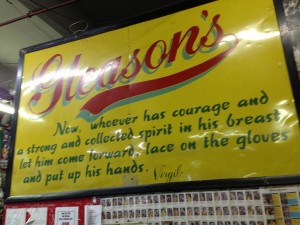 Gleason's
Now, whoever has courage and
a strong and collected spirit in his breast
let him come forward, lace on the gloves
and put up his hands. Virgil